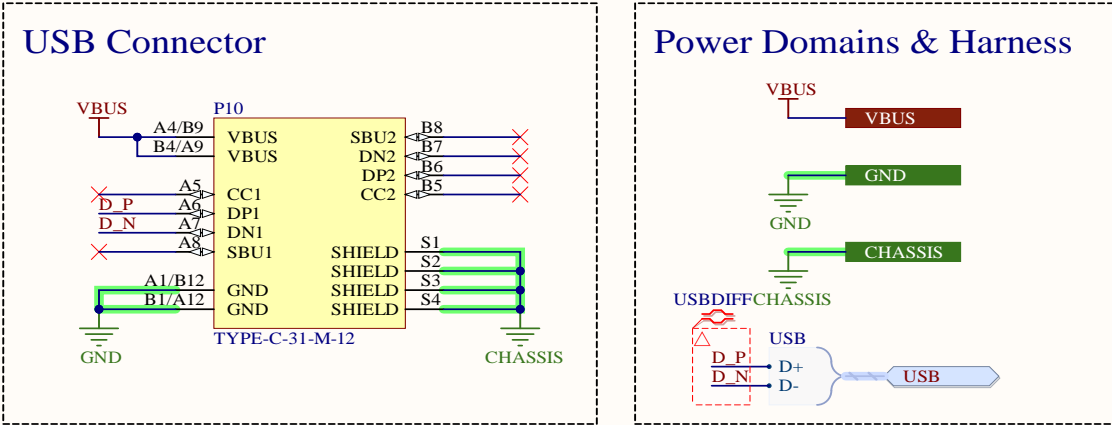 USB Connector
VBUS
P10
A4/B9 VBUS
B4/A9 VBUS
A5 CC1
D_P A6 DP1
D_N A7 DN1
A8 SBU1
A1/B12 GND
B1/A12 GND
GND
SBU2 B8
DN2 B7
DP2 B6
CC2 B5
SHIELD S1
SHIELD S2
SHIELD S3
SHIELD S4
CHASSIS
TYPE-C-31-M-12
Power Domains & Harness
VBUS
VBUS
GND
GND
CHASSIS
CHASSIS
USBDIFF
USB
D_P D+
D_N D-
USB